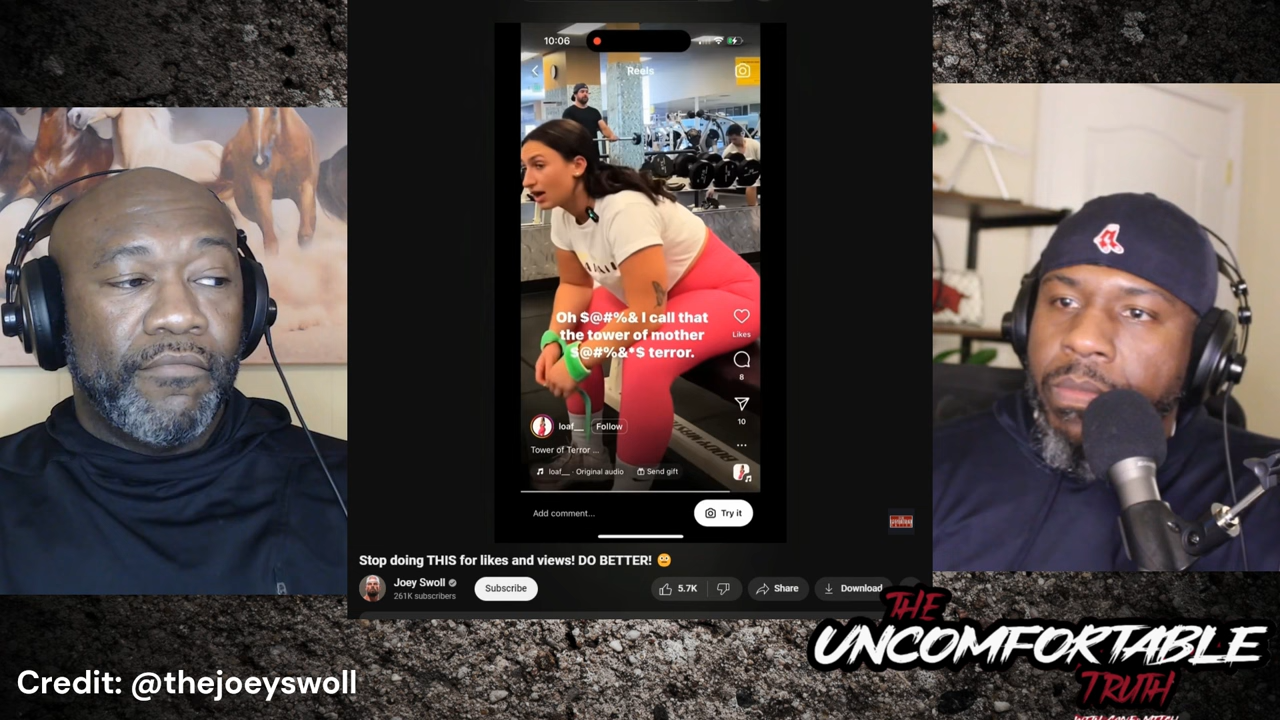 10:06
Reels
Oh $@#%& I call that
the tower of mother
$@#%&*$ terror.
Likes
8
10
loaf__ Follow
Tower of Terror ...
loaf__ · Original audio Send gift
Add comment...
Try it
Stop doing THIS for likes and views! DO BETTER!
Joey Swoll
261K subscribers
Subscribe
5.7K
Share
Download
THE
UNCOMFORTABLE
TRUTH
Credit: @thejoeyswoll